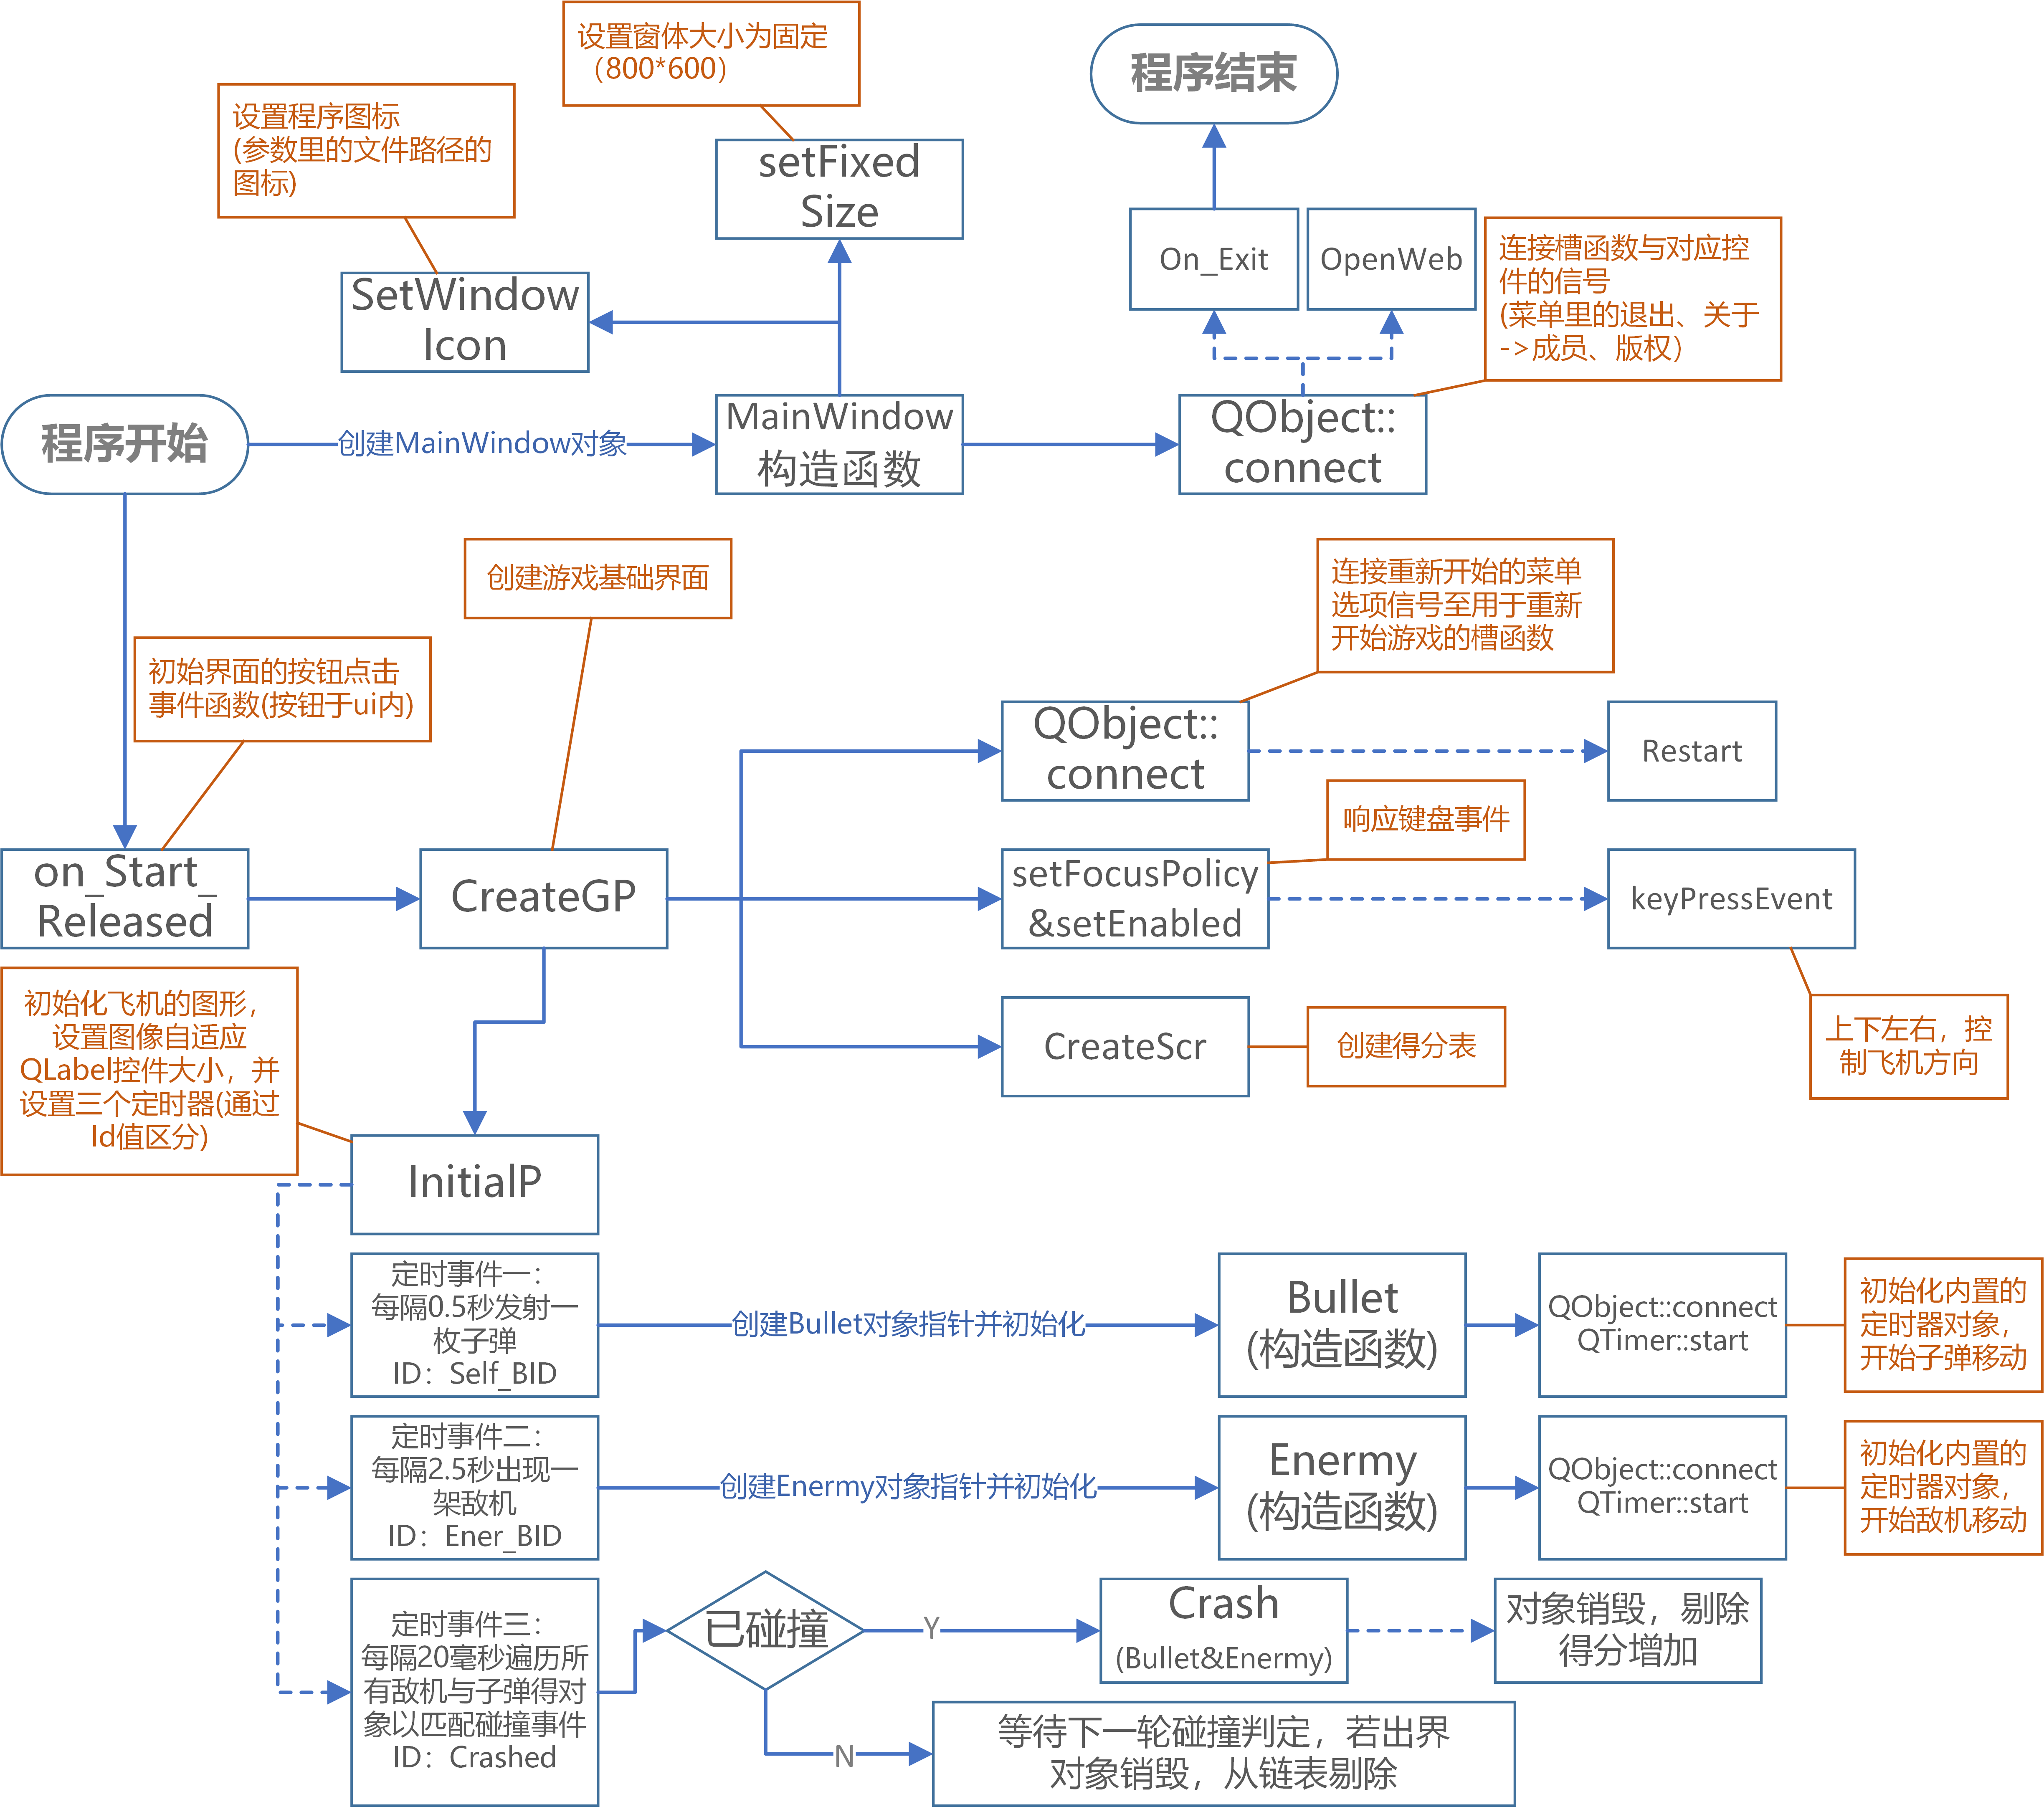 设置窗体大小为固定
（800*600）
程序结束
设置程序图标
(参数里的文件路径的
图标)
setFixed
Size
On_Exit
OpenWeb
连接槽函数与对应控
件的信号
(菜单里的退出、关于
->成员、版权）
SetWindow
Icon
程序开始
创建MainWindow对象
MainWindow
构造函数
QObject::
connect
创建游戏基础界面
连接重新开始的菜单
选项信号至用于重新
开始游戏的槽函数
初始界面的按钮点击
事件函数(按钮于ui内)
QObject::
connect
Restart
响应键盘事件
on_Start_
Released
CreateGP
setFocusPolicy
&setEnabled
keyPressEvent
初始化飞机的图形，
设置图像自适应
QLabel控件大小，并
设置三个定时器(通过
Id值区分)
CreateScr
创建得分表
上下左右，控
制飞机方向
InitialP
定时事件一：
每隔0.5秒发射一
枚子弹
ID：Self_BID
创建Bullet对象指针并初始化
Bullet
(构造函数)
QObject::connect
QTimer::start
初始化内置的
定时器对象，
开始子弹移动
定时事件二：
每隔2.5秒出现一
架敌机
ID：Ener_BID
创建Enermy对象指针并初始化
Enermy
(构造函数)
QObject::connect
QTimer::start
初始化内置的
定时器对象，
开始敌机移动
定时事件三：
每隔20毫秒遍历所
有敌机与子弹得对
象以匹配碰撞事件
ID：Crashed
已碰撞
Y
Crash
(Bullet&Enermy)
对象销毁，剔除
得分增加
N
等待下一轮碰撞判定，若出界
对象销毁，从链表剔除